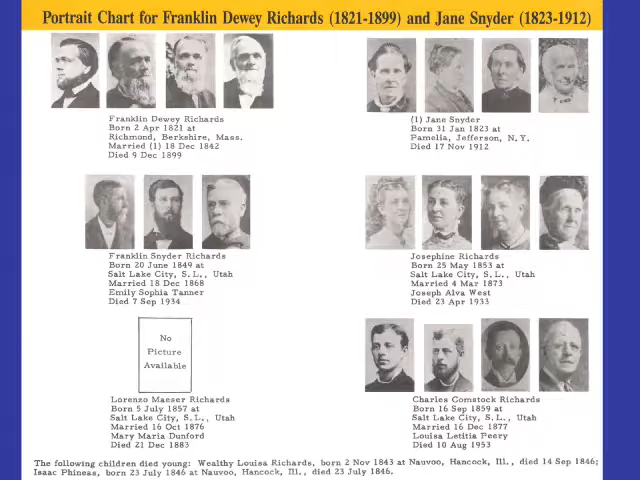 Portrait Chart for Franklin Dewey Richards (1821-1899) and Jane Snyder (1823-1912)
Franklin Dewey Richards
Born 2 Apr 1821 at
Richmond, Berkshire, Mass.
Married (1) 18 Dec 1842
Died 9 Dec 1899
(1) Jane Snyder
Born 31 Jan 1823 at
Pamelia, Jefferson, N.Y.
Died 17 Nov 1912
Franklin Snyder Richards
Born 20 June 1849 at
Salt Lake City, S.L., Utah
Married 18 Dec 1868
Emily Sophia Tanner
Died 7 Sep 1934
Josephine Richards
Born 25 May 1853 at
Salt Lake City, S.L., Utah
Married 4 Mar 1873
Joseph Alva West
Died 23 Apr 1933
No
Picture
Available
Lorenzo Maeser Richards
Born 5 July 1857 at
Salt Lake City, S.L., Utah
Married 16 Oct 1876
Mary Maria Dunford
Died 21 Dec 1883
Charles Comstock Richards
Born 16 Sep 1859 at
Salt Lake City, S.L., Utah
Married 16 Dec 1877
Louisa Letitia Peery
Died 10 Aug 1953
The following children died young: Wealthy Louisa Richards, born 2 Nov 1843 at Nauvoo, Hancock, Ill., died 14 Sep 1846;
Isaac Phineas, born 23 July 1846 at Nauvoo, Hancock, Ill., died 23 July 1846.